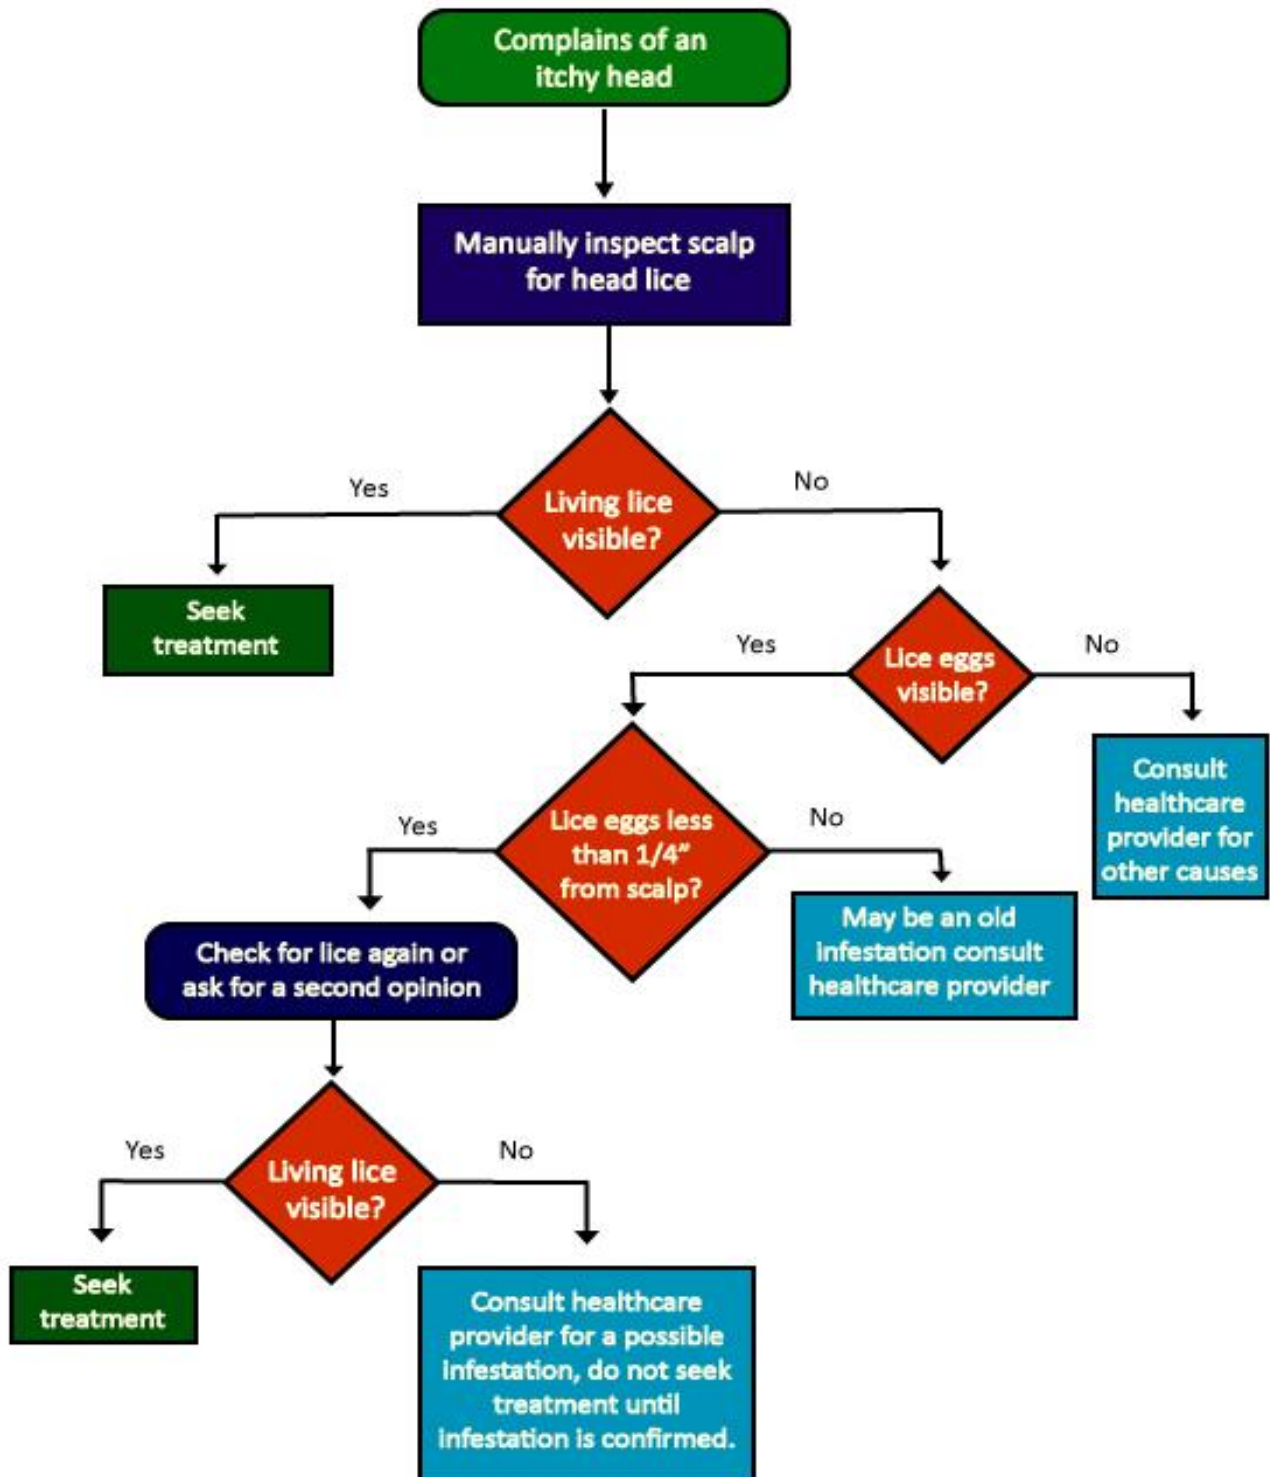 Complains of an
itchy head
Manually inspect scalp
for head lice
Yes
No
Living lice
visible?
Seek
treatment
Yes
No
Lice eggs
visible?
Consult
healthcare
provider for
other causes
Yes
No
Lice eggs less
than 1/4"
from scalp?
May be an old
infestation consult
healthcare provider
Check for lice again or
ask for a second opinion
Yes
No
Living lice
visible?
Seek
treatment
Consult healthcare
provider for a possible
infestation, do not seek
treatment until
infestation is confirmed.